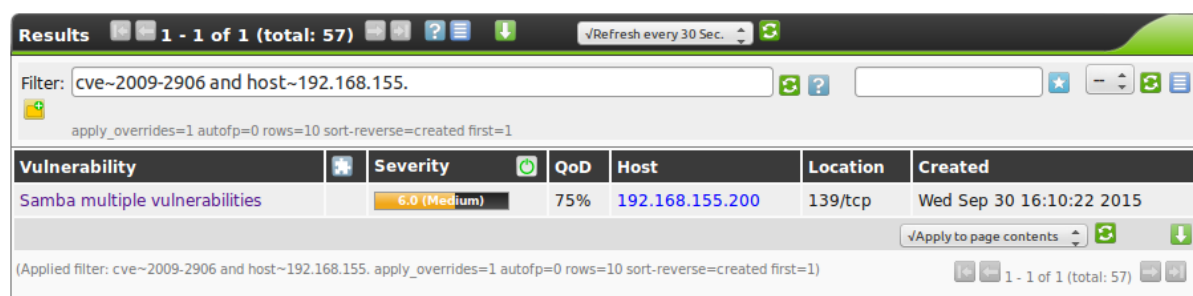 Results 1 - 1 of 1 (total: 57) ? √Refresh every 30 Sec.
Filter: cve~2009-2906 and host~192.168.155. ? --
apply_overrides=1 autofp=0 rows=10 sort-reverse=created first=1
Vulnerability Severity QoD Host Location Created
Samba multiple vulnerabilities 6.0 (Medium) 75% 192.168.155.200 139/tcp Wed Sep 30 16:10:22 2015
√Apply to page contents
(Applied filter: cve~2009-2906 and host~192.168.155. apply_overrides=1 autofp=0 rows=10 sort-reverse=created first=1) 1 - 1 of 1 (total: 57)